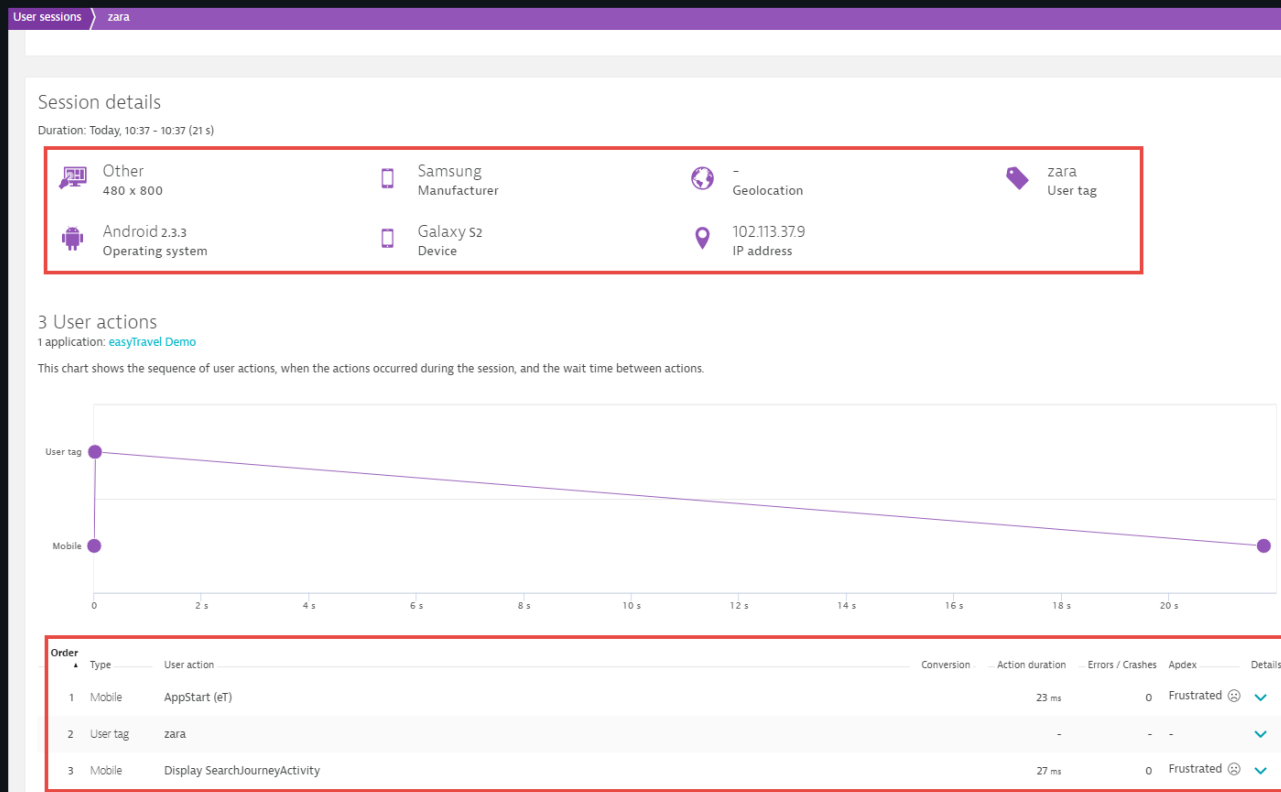 User sessions zara
Session details
Duration: Today, 10:37 - 10:37 (21 s)
Other Samsung - zara
480 x 800 Manufacturer Geolocation User tag
Android 2.3.3 Galaxy S2 102.113.37.9
Operating system Device IP address
3 User actions
1 application: easyTravel Demo
This chart shows the sequence of user actions, when the actions occurred during the session, and the wait time between actions.
User tag
Mobile
0 2 s 4 s 6 s 8 s 10 s 12 s 14 s 16 s 18 s 20 s
Order ▲ Type User action Conversion Action duration Errors / Crashes Apdex Details
1 Mobile AppStart (eT) 23 ms 0 Frustrated
2 User tag zara - - -
3 Mobile Display SearchJourneyActivity 27 ms 0 Frustrated